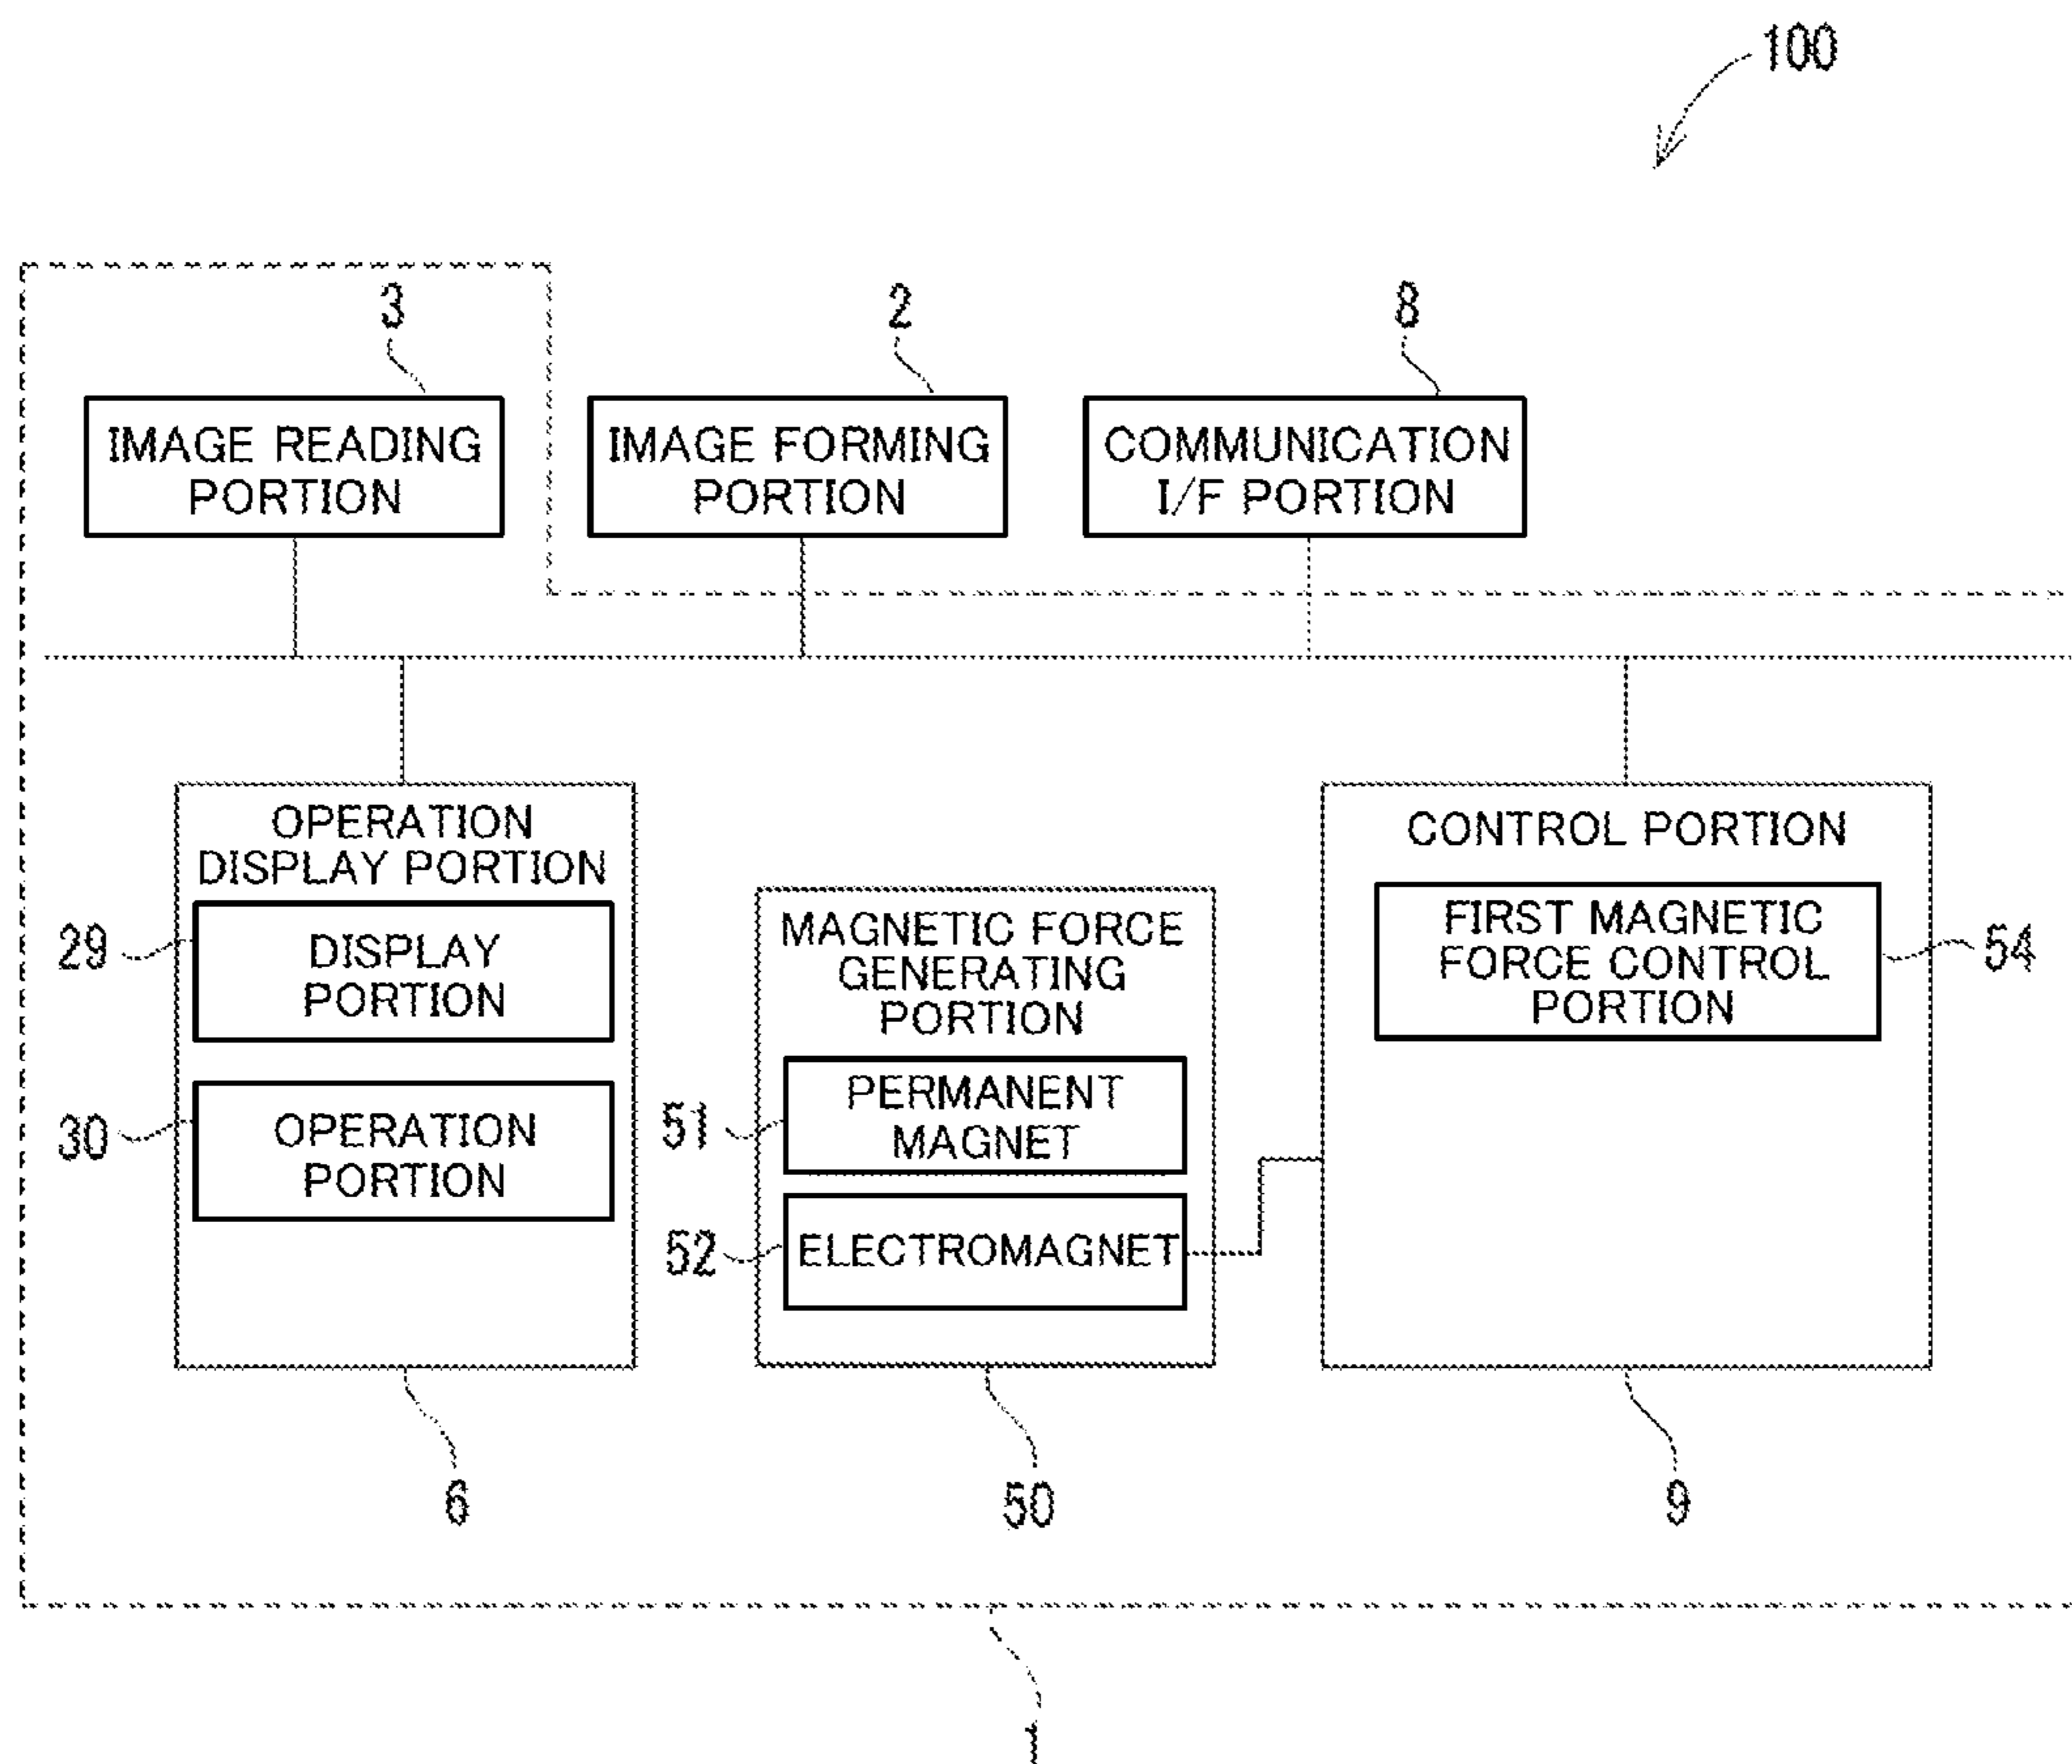 100
3
2
8
IMAGE READING
PORTION
IMAGE FORMING
PORTION
COMMUNICATION
I/F PORTION
OPERATION
DISPLAY PORTION
29
DISPLAY
PORTION
30
OPERATION
PORTION
MAGNETIC FORCE
GENERATING
PORTION
51
PERMANENT
MAGNET
52
ELECTROMAGNET
CONTROL PORTION
FIRST MAGNETIC
FORCE CONTROL
PORTION
54
6
50
9
1